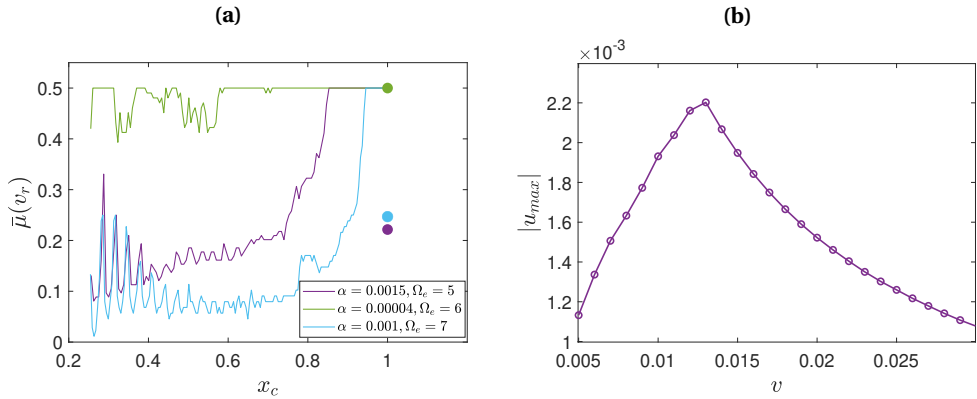 (a)
0.5
0.4
0.3
0.2
0.1
0
0.2
0.4
0.6
0.8
1
μ̄(v_r)
x_c
α = 0.0015, Ω_e = 5
α = 0.00004, Ω_e = 6
α = 0.001, Ω_e = 7
(b)
×10⁻³
2.2
2
1.8
1.6
1.4
1.2
1
0.005
0.01
0.015
0.02
0.025
|u_max|
v